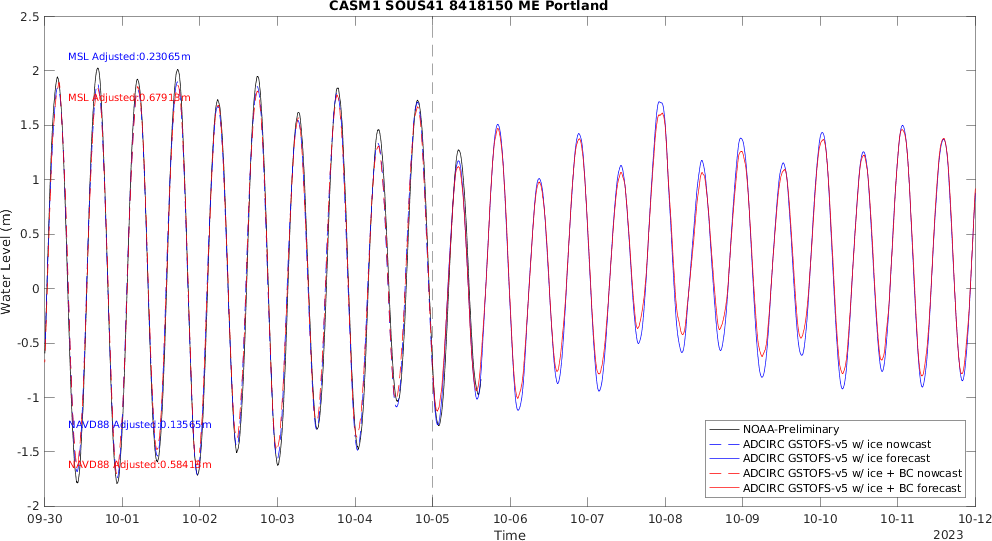 CASM1 SOUS41 8418150 ME Portland
2.5
2
1.5
1
0.5
0
-0.5
-1
-1.5
-2
Water Level (m)
MSL Adjusted:0.23065m
MSL Adjusted:0.67913m
NAVD88 Adjusted:0.13565m
NAVD88 Adjusted:0.58413m
NOAA-Preliminary
ADCIRC GSTOFS-v5 w/ ice nowcast
ADCIRC GSTOFS-v5 w/ ice forecast
ADCIRC GSTOFS-v5 w/ ice + BC nowcast
ADCIRC GSTOFS-v5 w/ ice + BC forecast
09-30 10-01 10-02 10-03 10-04 10-05 10-06 10-07 10-08 10-09 10-10 10-11 10-12
Time
2023